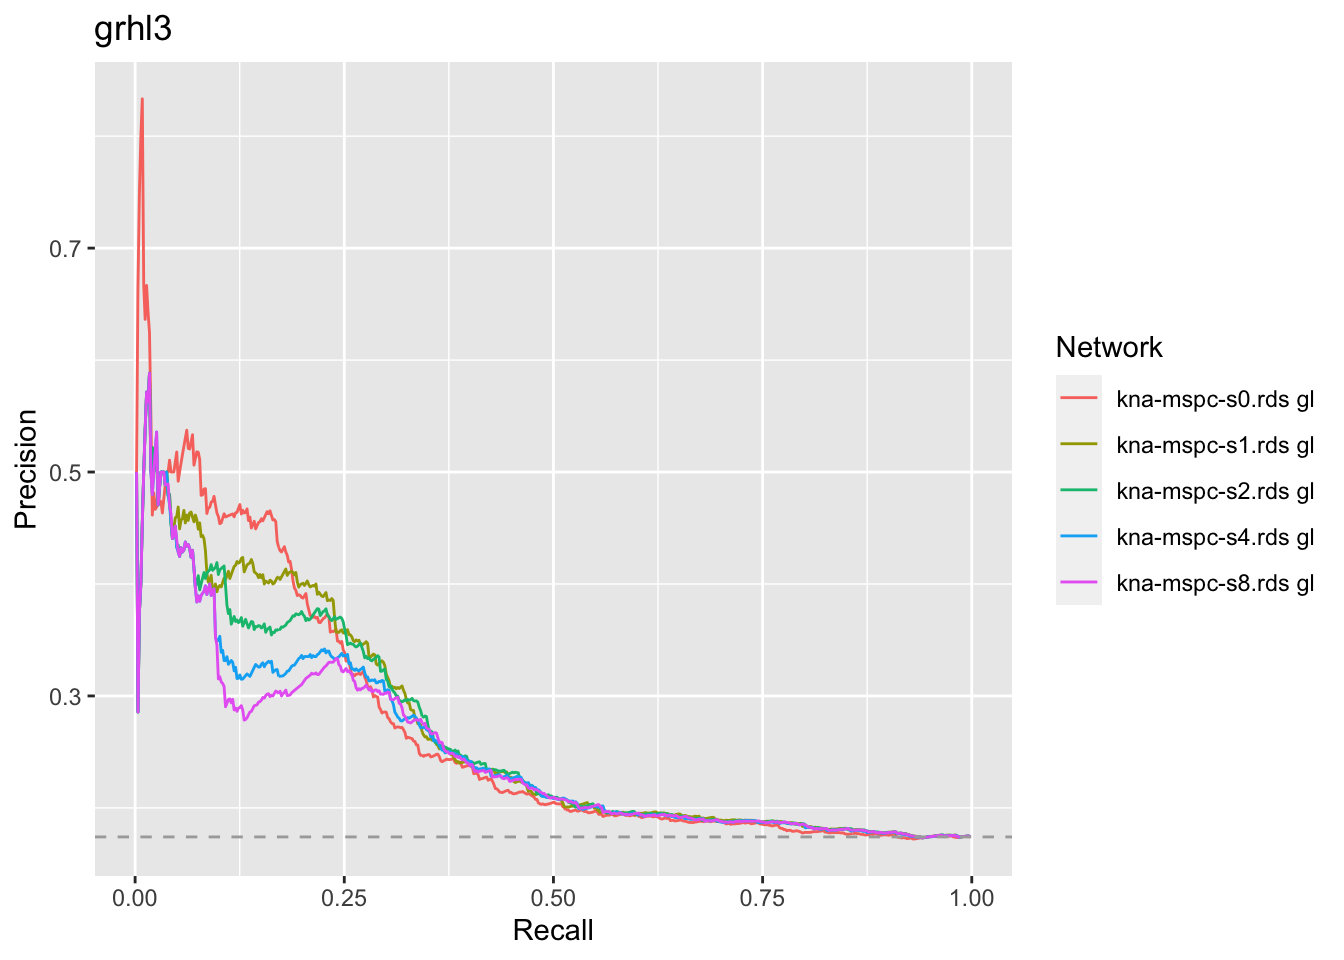 grhl3
Precision
0.7
0.5
0.3
0.00
0.25
0.50
0.75
1.00
Recall
Network
kna-mspc-s0.rds gl
kna-mspc-s1.rds gl
kna-mspc-s2.rds gl
kna-mspc-s4.rds gl
kna-mspc-s8.rds gl